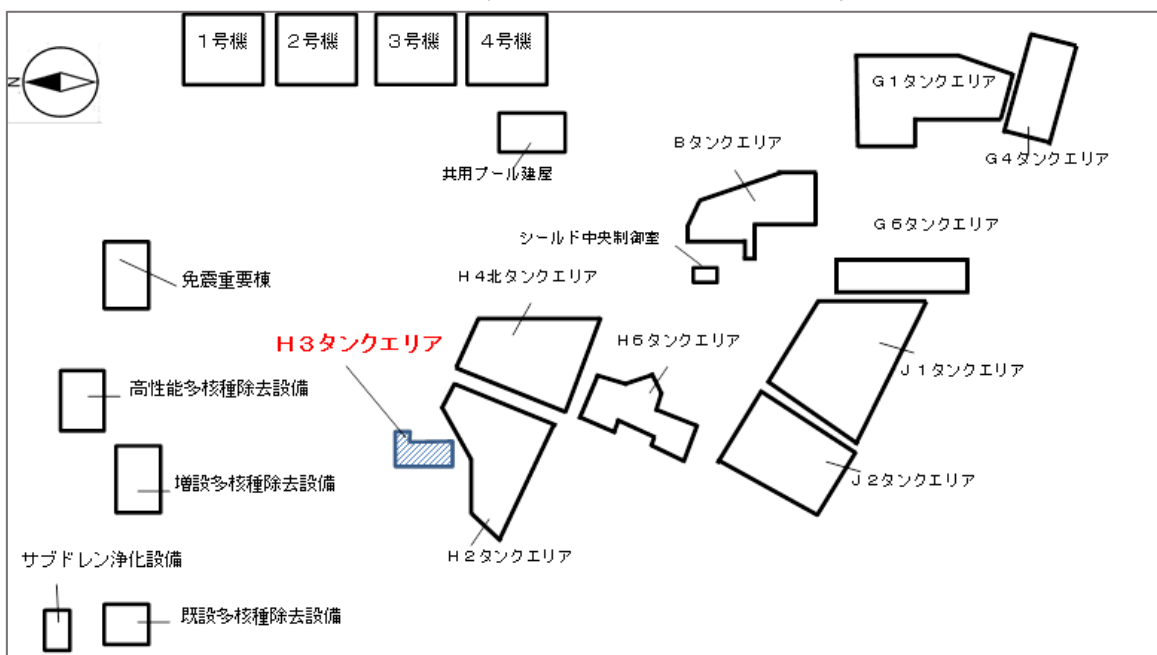 1号機
2号機
3号機
4号機
N
G1タンクエリア
G4タンクエリア
Bタンクエリア
共用プール建屋
G6タンクエリア
シールド中央制御室
H4北タンクエリア
免震重要棟
H3タンクエリア
H6タンクエリア
J1タンクエリア
高性能多核種除去設備
増設多核種除去設備
J2タンクエリア
H2タンクエリア
サブドレン浄化設備
既設多核種除去設備